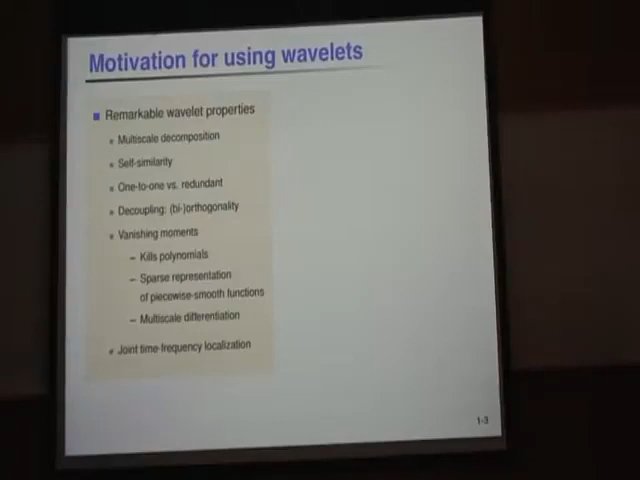 Motivation for using wavelets
Remarkable wavelet properties
Multiscale decomposition
Self-similarity
One-to-one vs. redundant
Decoupling: (bi-)orthogonality
Vanishing moments
– Kills polynomials
– Sparse representation
of piecewise-smooth functions
– Multiscale differentiation
Joint time-frequency localization
1-3